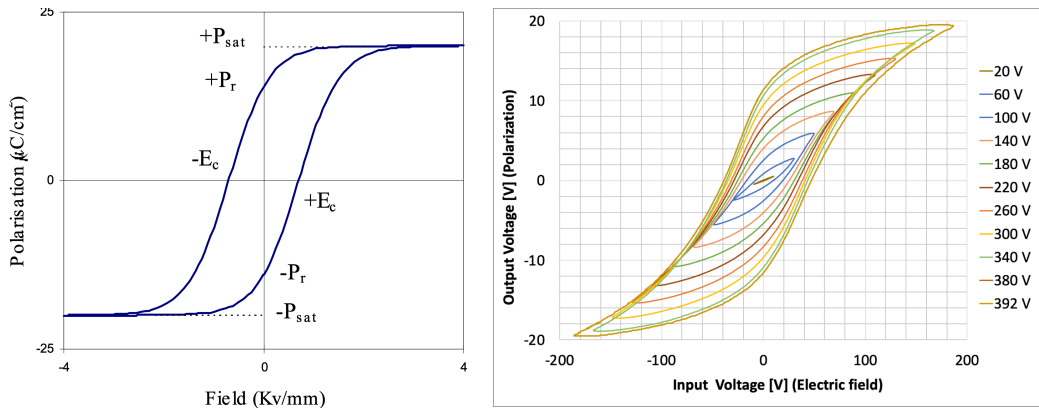 25
+Psat
+Pr
-Ec
0
+Ec
-Pr
-Psat
-25
-4
0
4
Polarisation (µC/cm²
Field (Kv/mm)
20
10
0
-10
-20
-200
-100
0
100
200
Output Voltage [V] (Polarization)
Input Voltage [V] (Electric field)
20 V
60 V
100 V
140 V
180 V
220 V
260 V
300 V
340 V
380 V
392 V